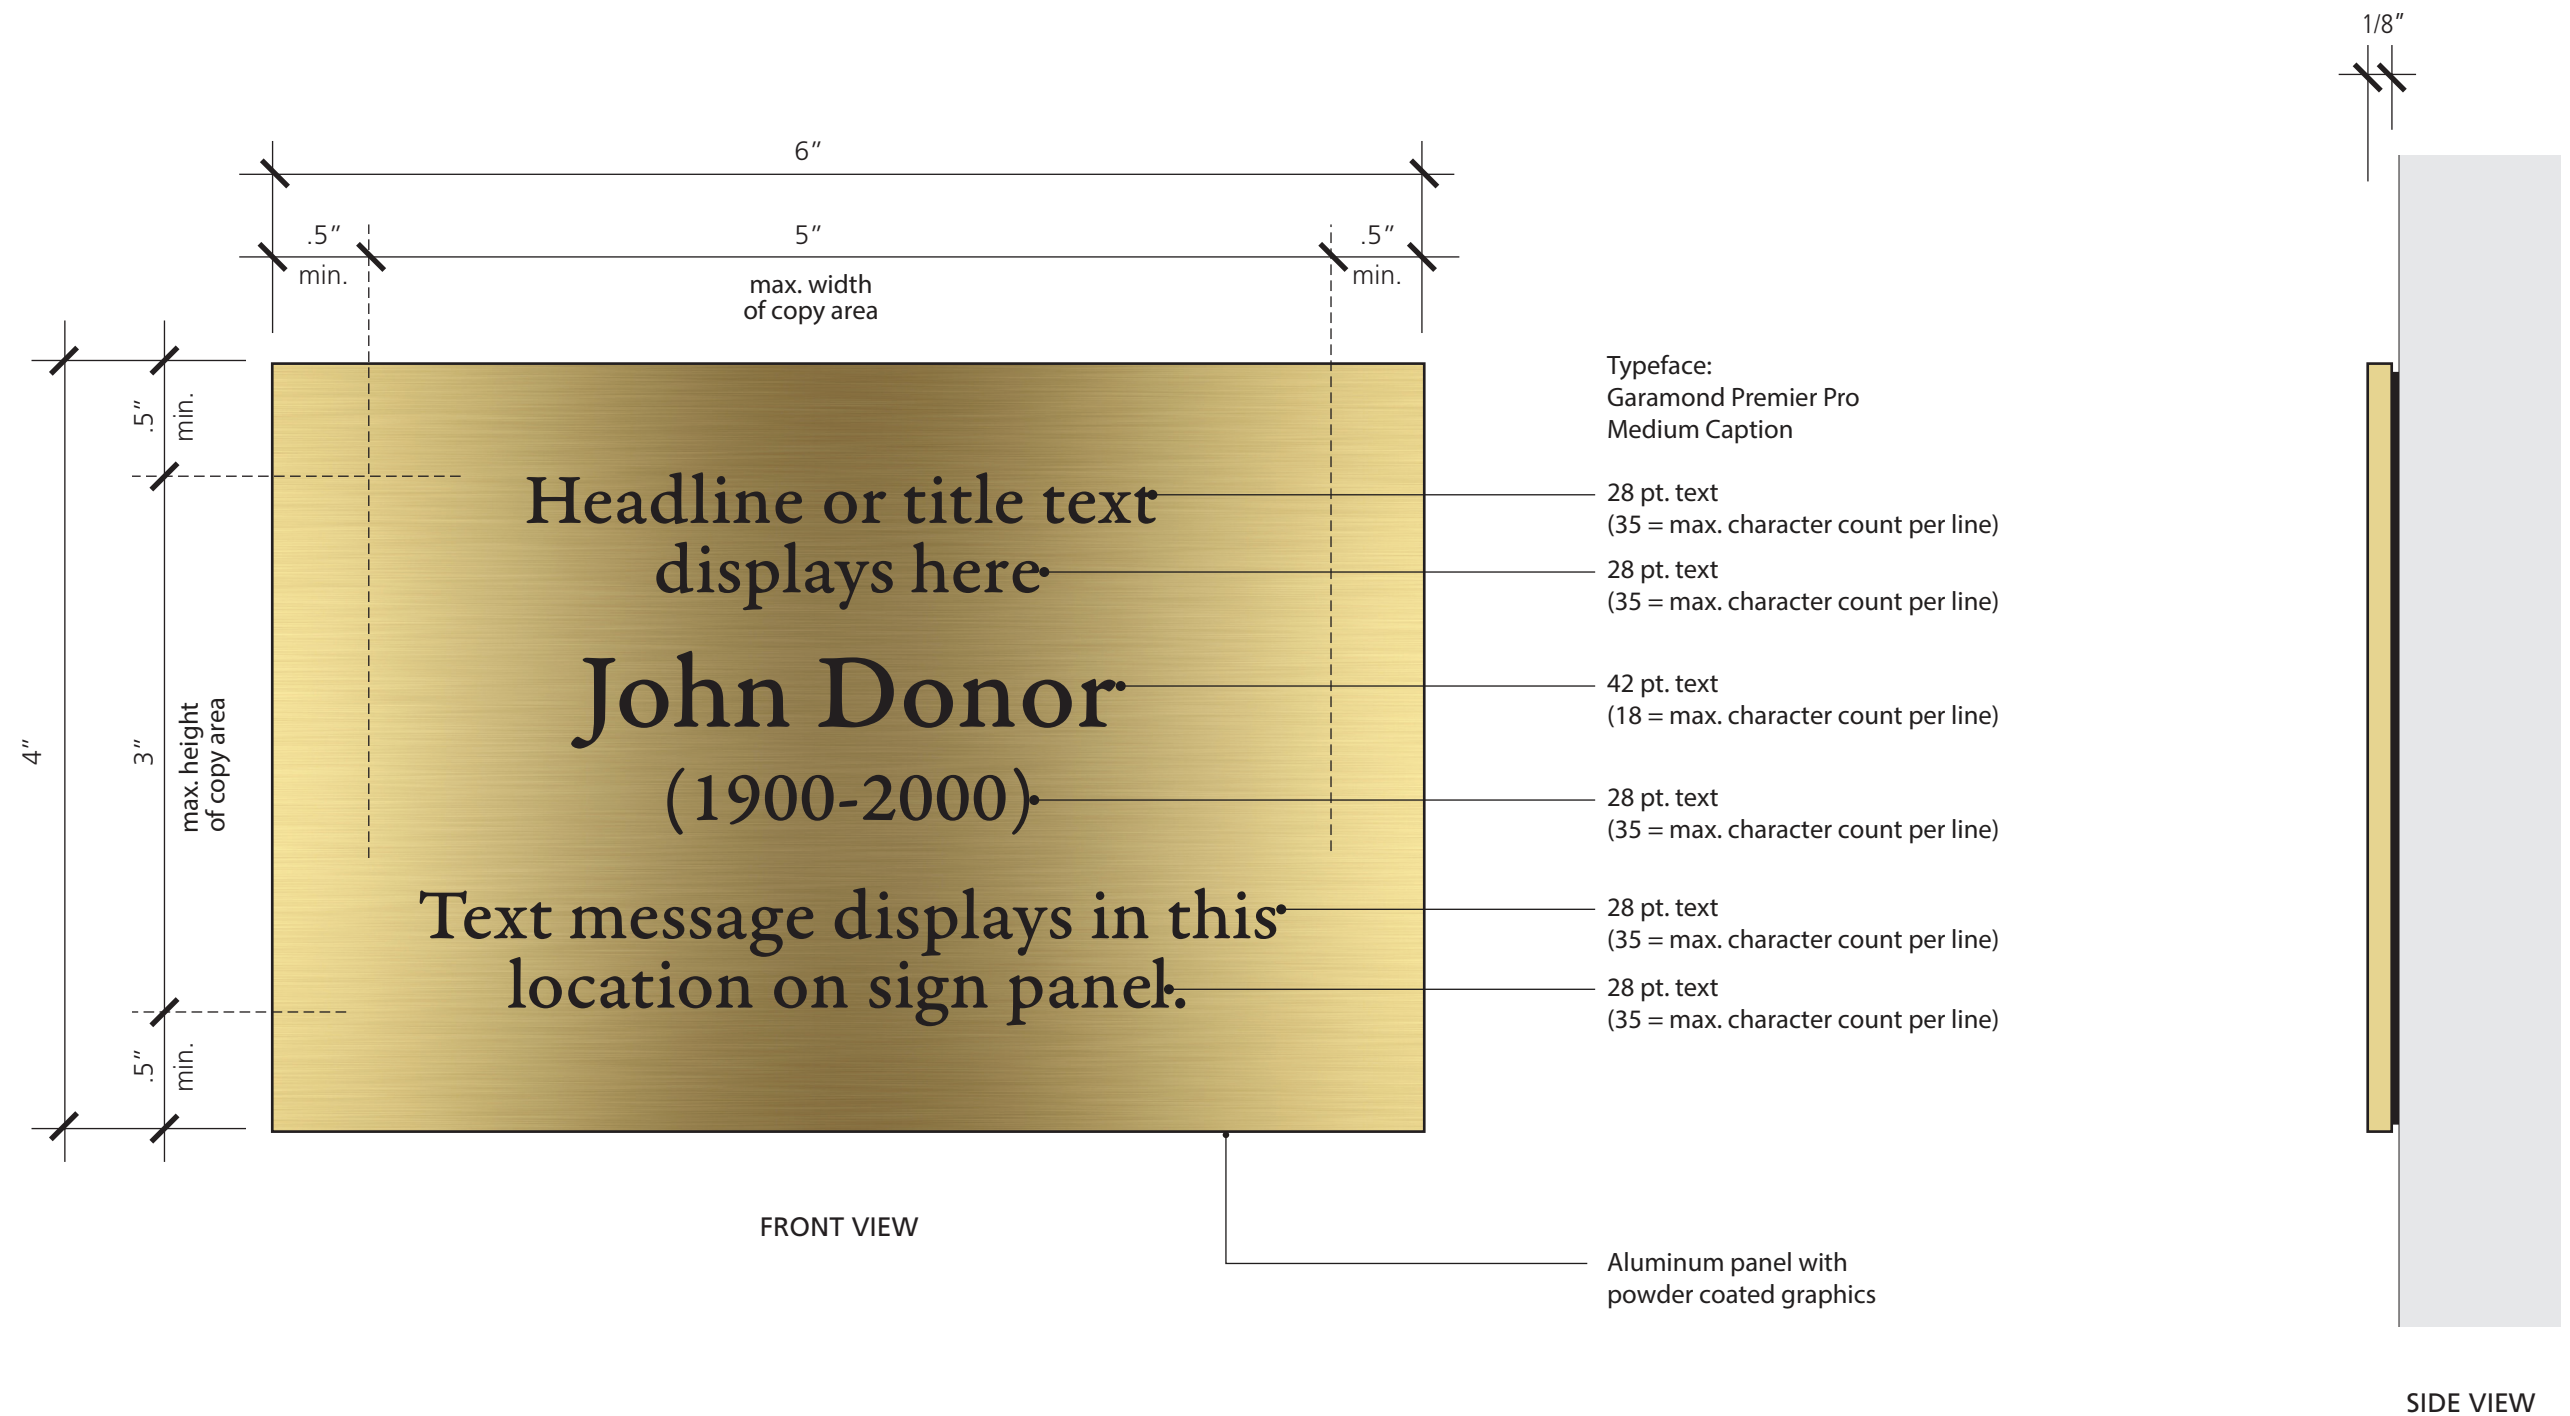 1/8”
6”
.5”
min.
5”
max. width
of copy area
.5”
min.
4”
.5”
min.
3”
max. height
of copy area
.5”
min.
Headline or title text
displays here
John Donor
(1900-2000)
Text message displays in this
location on sign panel.
Typeface:
Garamond Premier Pro
Medium Caption
28 pt. text
(35 = max. character count per line)
28 pt. text
(35 = max. character count per line)
42 pt. text
(18 = max. character count per line)
28 pt. text
(35 = max. character count per line)
28 pt. text
(35 = max. character count per line)
28 pt. text
(35 = max. character count per line)
FRONT VIEW
Aluminum panel with
powder coated graphics
SIDE VIEW